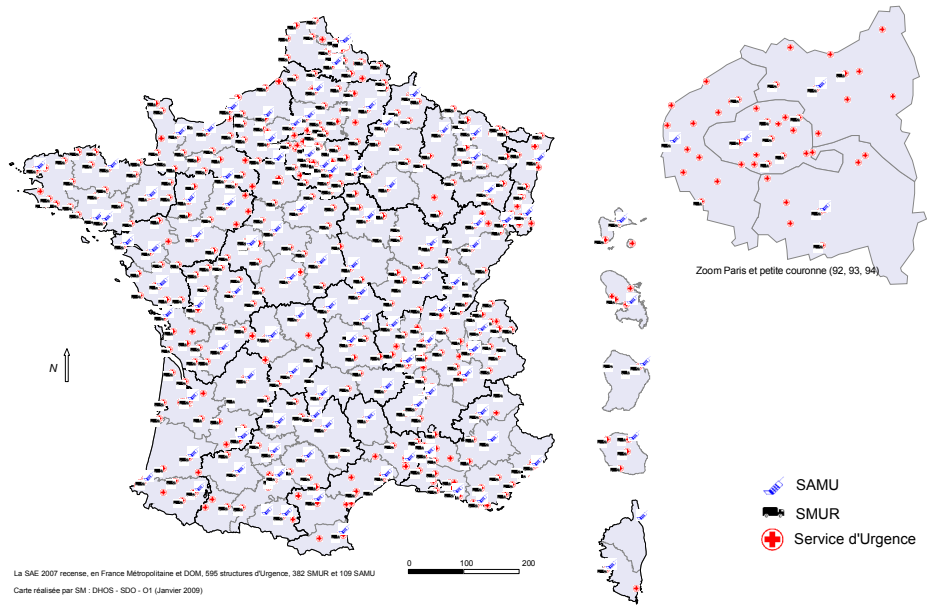 Zoom Paris et petite couronne (92, 93, 94)
N
SAMU
SMUR
Service d'Urgence
0 100 200
La SAE 2007 recense, en France Métropolitaine et DOM, 595 structures d'Urgence, 382 SMUR et 109 SAMU
Carte réalisée par SM : DHOS - SDO - O1 (Janvier 2009)